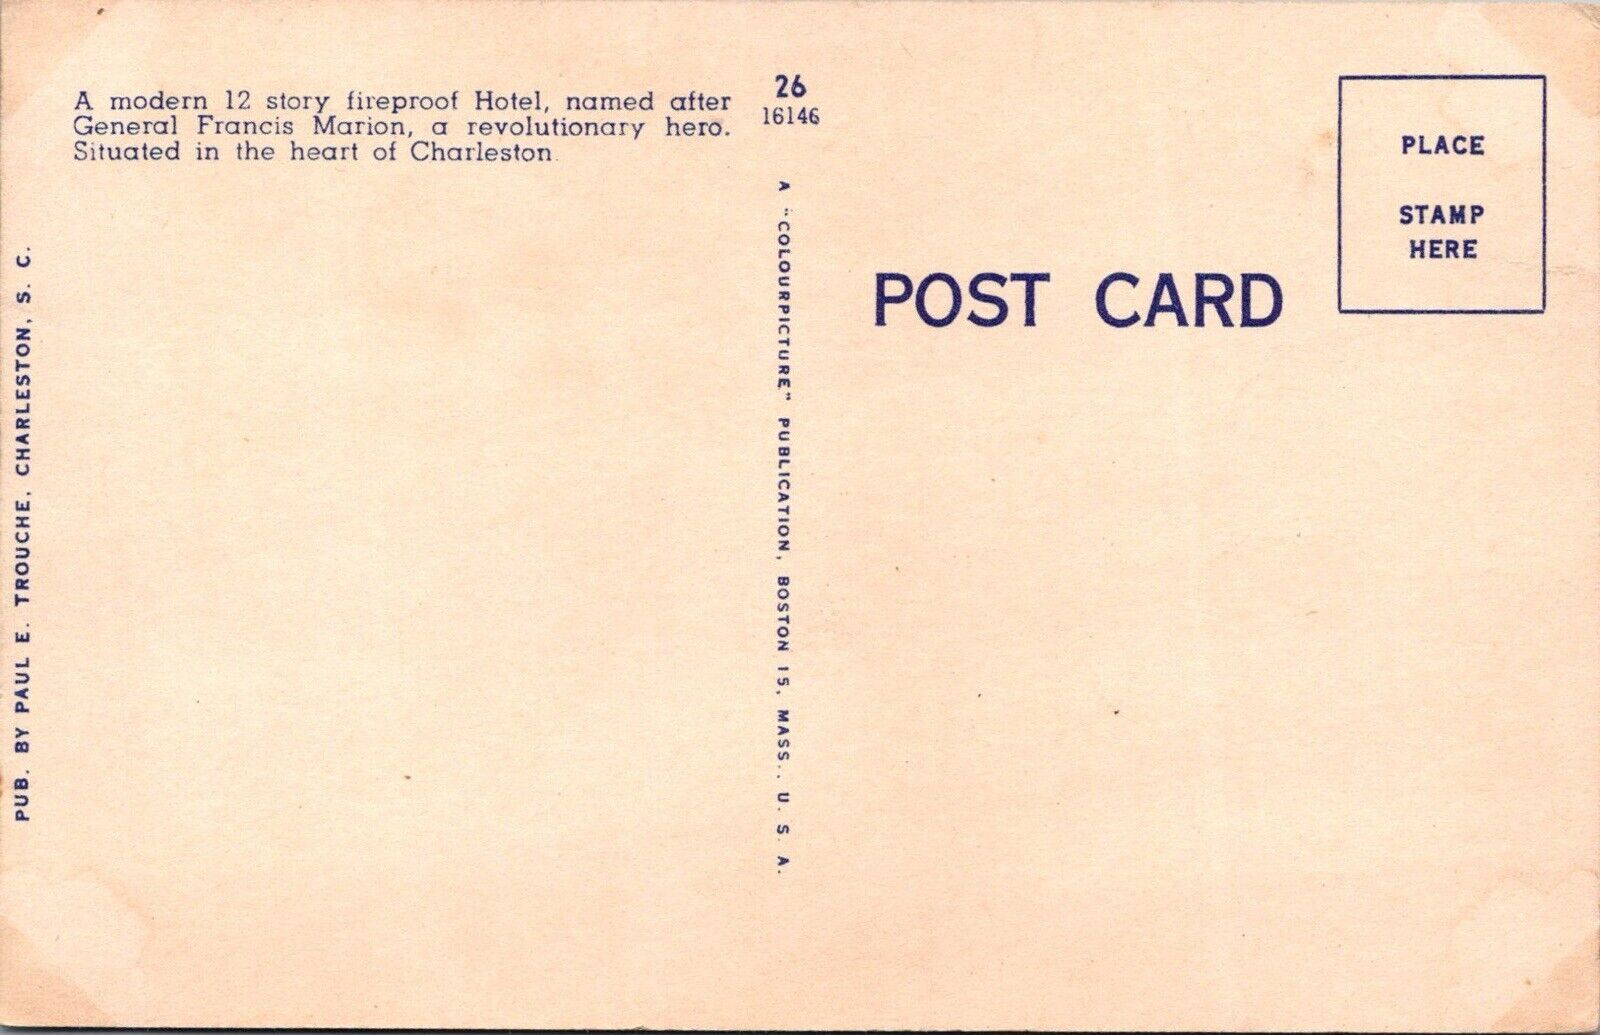 A modern 12 story fireproof Hotel, named after
General Francis Marion, a revolutionary hero.
Situated in the heart of Charleston.
PUB. BY PAUL E. TROUCHE, CHARLESTON, S. C.
26
16146
A "COLOURPICTURE" PUBLICATION, BOSTON 15, MASS., U. S. A.
POST CARD
PLACE
STAMP
HERE